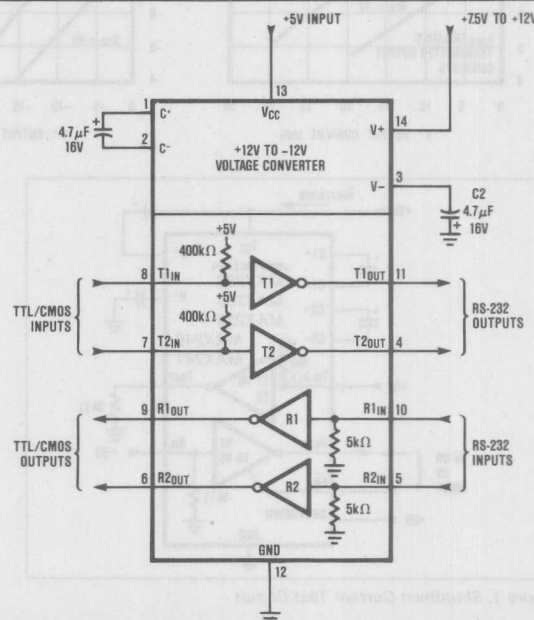 +5V INPUT
+7.5V TO +12V
13
1
C+
VCC
14
V+
4.7μF
16V
2
C-
+12V TO -12V
VOLTAGE CONVERTER
3
V-
C2
4.7μF
16V
+5V
400kΩ
8
T1IN
T1
T1OUT
11
TTL/CMOS
INPUTS
+5V
400kΩ
RS-232
OUTPUTS
7
T2IN
T2
T2OUT
4
9
R1OUT
R1
R1IN
10
TTL/CMOS
OUTPUTS
5kΩ
RS-232
INPUTS
6
R2OUT
R2
R2IN
5
5kΩ
GND
12